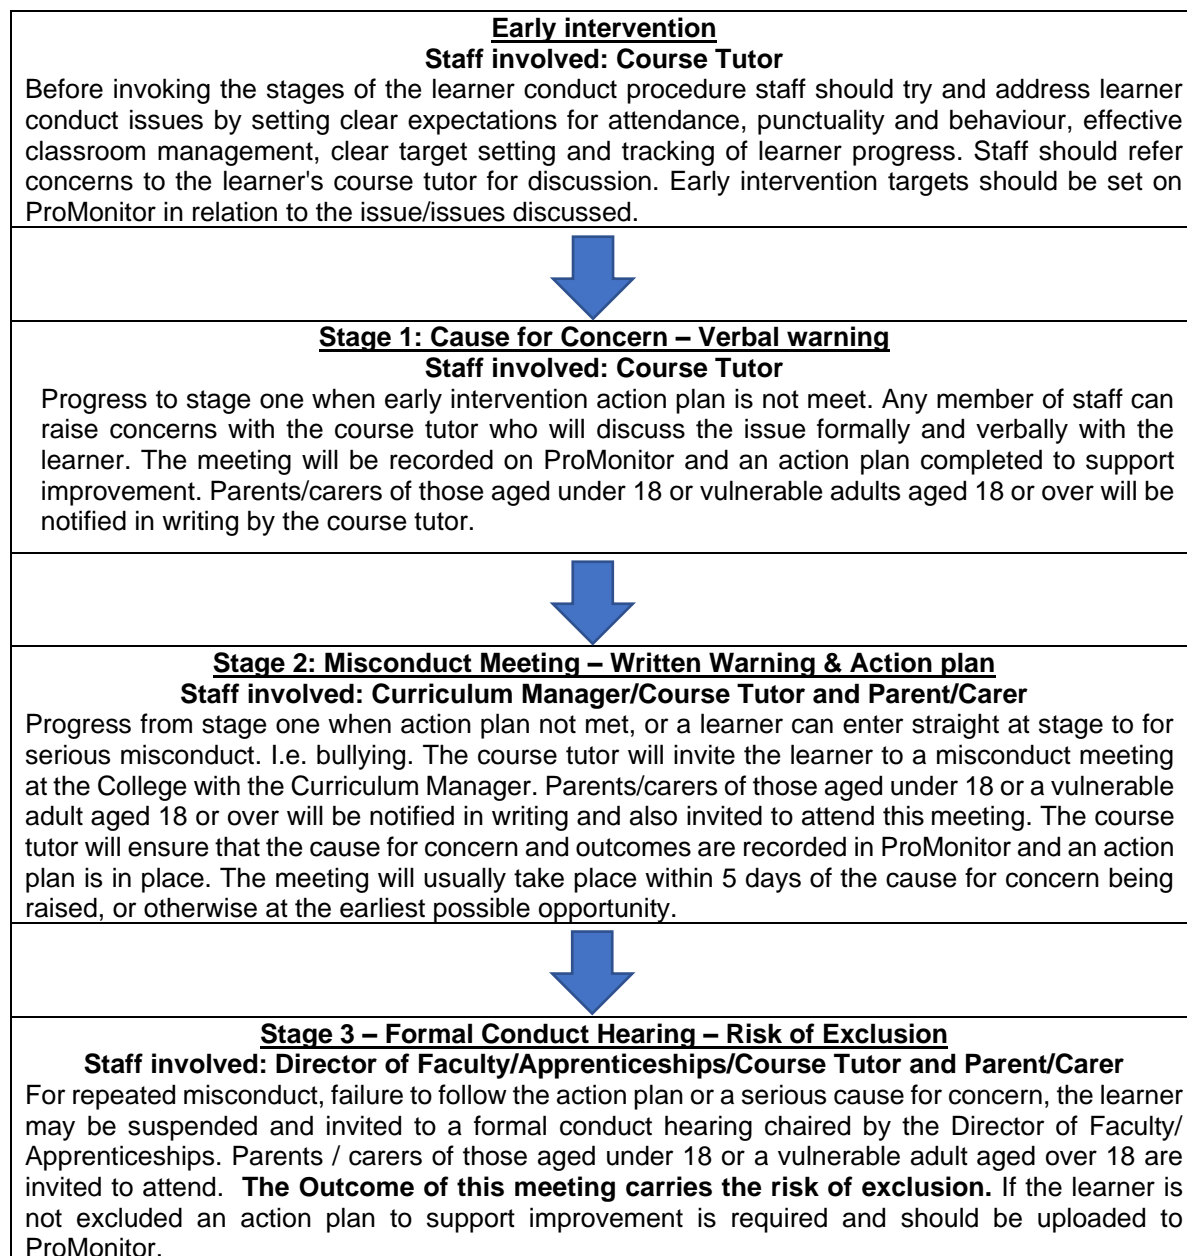 Early intervention
Staff involved: Course Tutor
Before invoking the stages of the learner conduct procedure staff should try and address learner
conduct issues by setting clear expectations for attendance, punctuality and behaviour, effective
classroom management, clear target setting and tracking of learner progress. Staff should refer
concerns to the learner's course tutor for discussion. Early intervention targets should be set on
ProMonitor in relation to the issue/issues discussed.
Stage 1: Cause for Concern – Verbal warning
Staff involved: Course Tutor
Progress to stage one when early intervention action plan is not meet. Any member of staff can
raise concerns with the course tutor who will discuss the issue formally and verbally with the
learner. The meeting will be recorded on ProMonitor and an action plan completed to support
improvement. Parents/carers of those aged under 18 or vulnerable adults aged 18 or over will be
notified in writing by the course tutor.
Stage 2: Misconduct Meeting – Written Warning & Action plan
Staff involved: Curriculum Manager/Course Tutor and Parent/Carer
Progress from stage one when action plan not met, or a learner can enter straight at stage to for
serious misconduct. I.e. bullying. The course tutor will invite the learner to a misconduct meeting
at the College with the Curriculum Manager. Parents/carers of those aged under 18 or a vulnerable
adult aged 18 or over will be notified in writing and also invited to attend this meeting. The course
tutor will ensure that the cause for concern and outcomes are recorded in ProMonitor and an action
plan is in place. The meeting will usually take place within 5 days of the cause for concern being
raised, or otherwise at the earliest possible opportunity.
Stage 3 – Formal Conduct Hearing – Risk of Exclusion
Staff involved: Director of Faculty/Apprenticeships/Course Tutor and Parent/Carer
For repeated misconduct, failure to follow the action plan or a serious cause for concern, the learner
may be suspended and invited to a formal conduct hearing chaired by the Director of Faculty/
Apprenticeships. Parents / carers of those aged under 18 or a vulnerable adult aged over 18 are
invited to attend. The Outcome of this meeting carries the risk of exclusion. If the learner is
not excluded an action plan to support improvement is required and should be uploaded to
ProMonitor.